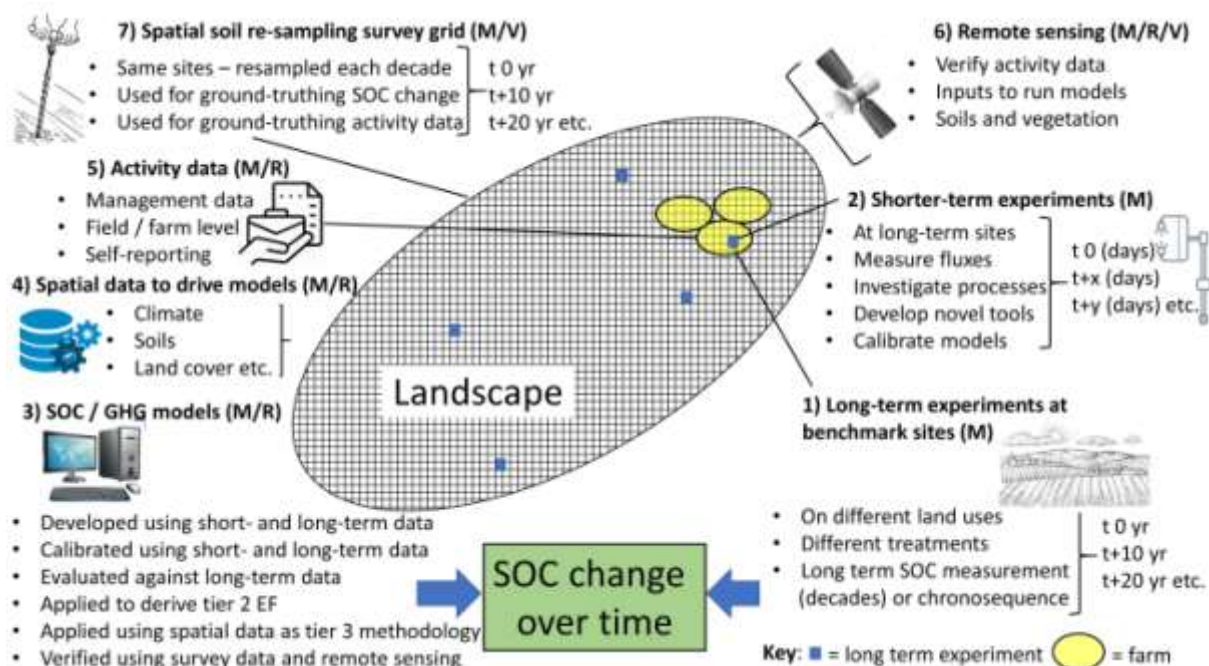 7) Spatial soil re-sampling survey grid (M/V)
• Same sites – resampled each decade
• Used for ground-truthing SOC change
• Used for ground-truthing activity data
t 0 yr
t+10 yr
t+20 yr etc.
6) Remote sensing (M/R/V)
• Verify activity data
• Inputs to run models
• Soils and vegetation
5) Activity data (M/R)
• Management data
• Field / farm level
• Self-reporting
2) Shorter-term experiments (M)
• At long-term sites
• Measure fluxes
• Investigate processes
• Develop novel tools
• Calibrate models
t 0 (days)
t+x (days)
t+y (days) etc.
4) Spatial data to drive models (M/R)
• Climate
• Soils
• Land cover etc.
Landscape
3) SOC / GHG models (M/R)
• Developed using short- and long-term data
• Calibrated using short- and long-term data
• Evaluated against long-term data
• Applied to derive tier 2 EF
• Applied using spatial data as tier 3 methodology
• Verified using survey data and remote sensing
1) Long-term experiments at
benchmark sites (M)
• On different land uses
• Different treatments
• Long term SOC measurement
(decades) or chronosequence
t 0 yr
t+10 yr
t+20 yr etc.
SOC change
over time
Key: = long term experiment = farm